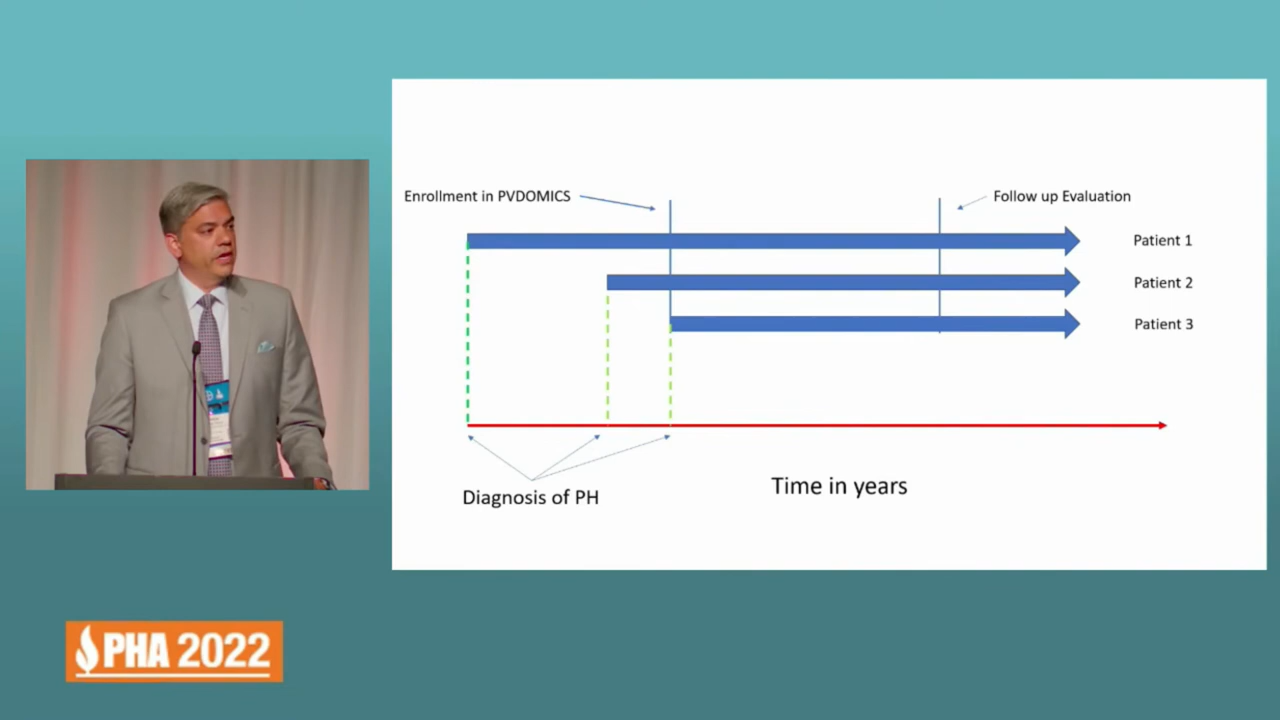 Enrollment in PVDOMICS
Follow up Evaluation
Patient 1
Patient 2
Patient 3
Diagnosis of PH
Time in years
PHA 2022